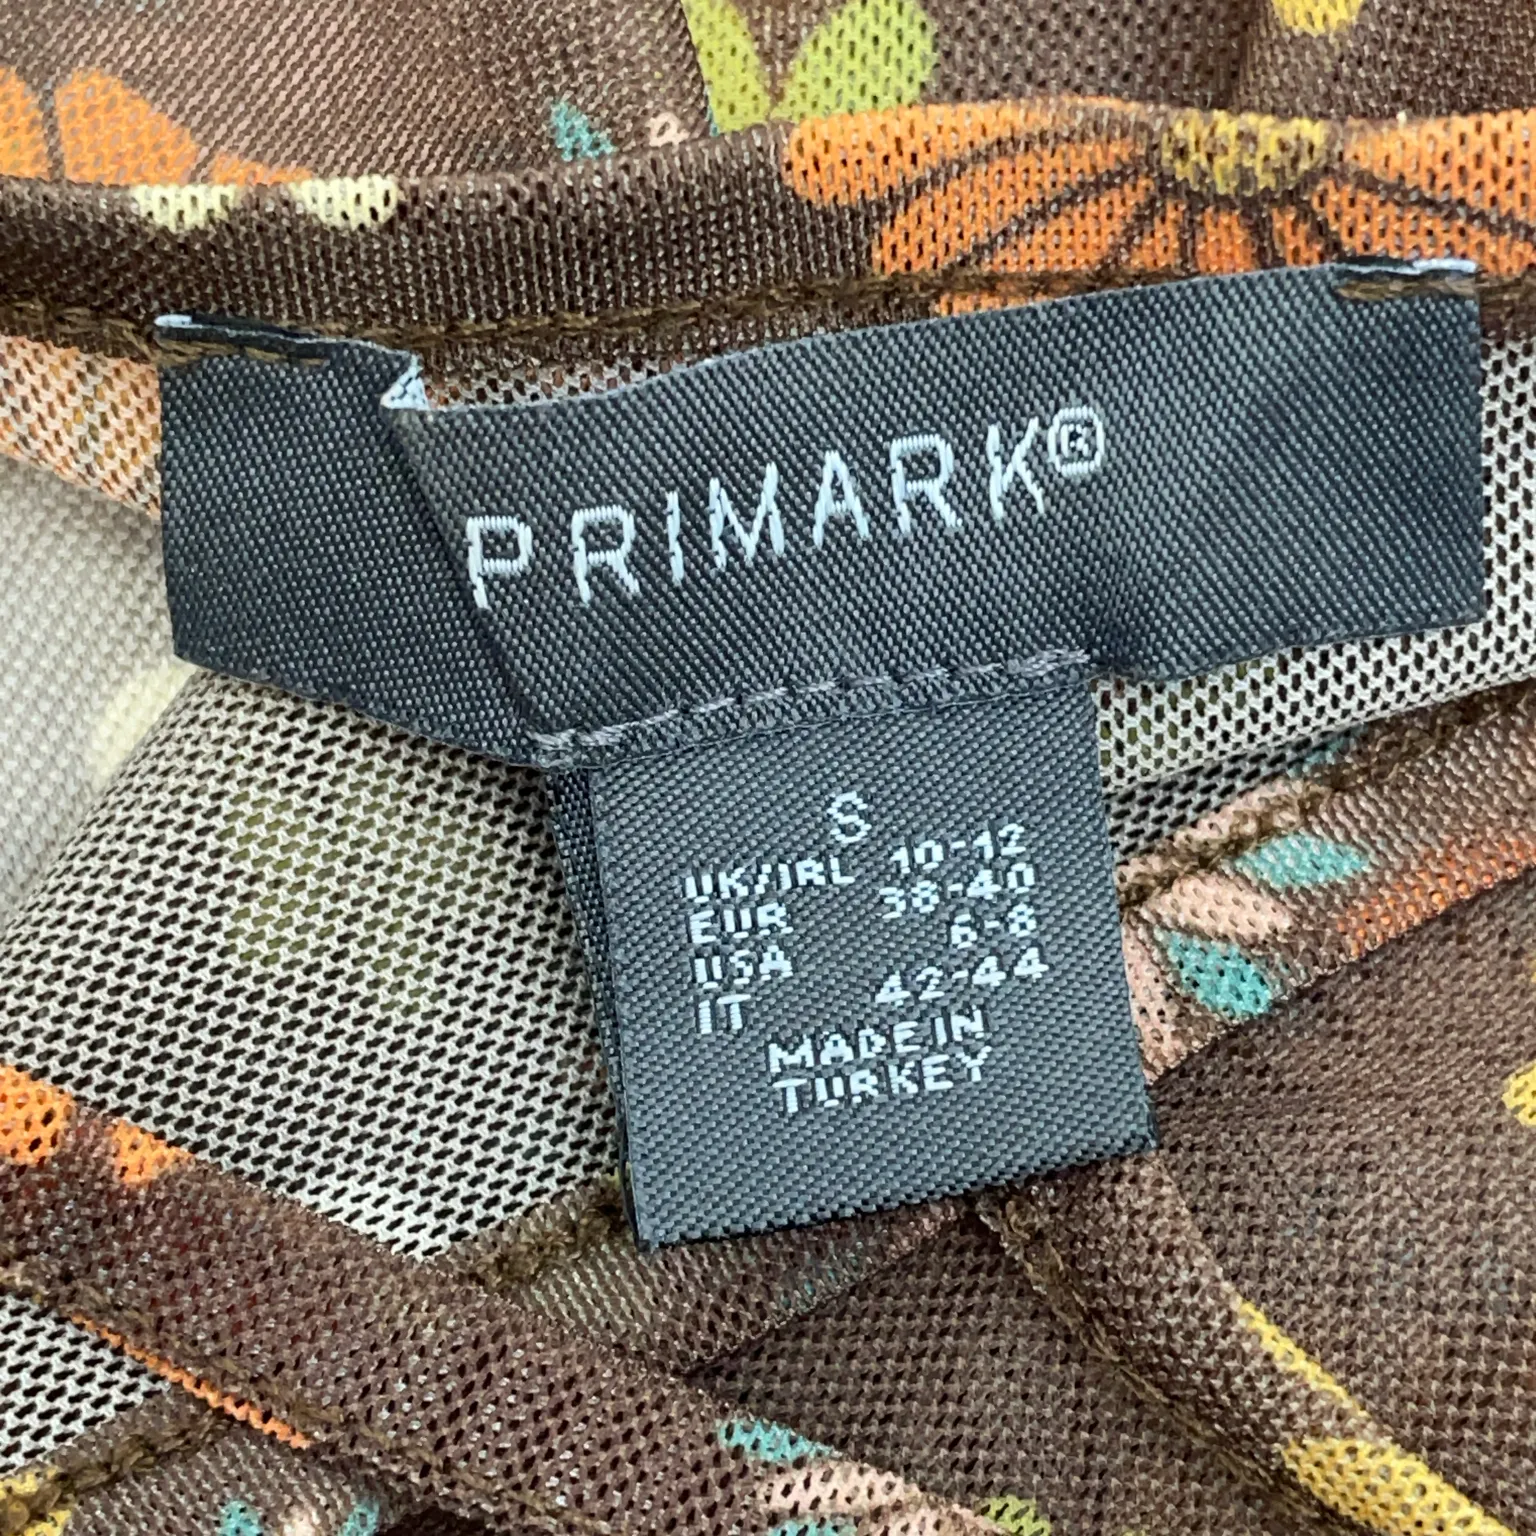 PRIMARK®
S
UK/IRL 10-12
EUR 38-40
USA 6-8
IT 42-44
MADE IN
TURKEY